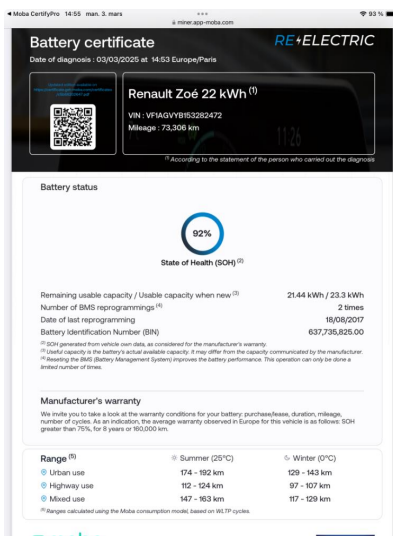 Moba CertifyPro 14:55 man. 3. mars
93 %
miner.app-moba.com
Battery certificate
RE ELECTRIC
Date of diagnosis : 03/03/2025 at 14:53 Europe/Paris
Renault Zoé 22 kWh (1)
VIN : VF1AGVYB153282472
Mileage : 73,306 km
11:26
(1) According to the statement of the person who carried out the diagnosis
Battery status
92%
State of Health (SOH) (2)
Remaining usable capacity / Usable capacity when new (3) 21.44 kWh / 23.3 kWh
Number of BMS reprogrammings (4) 2 times
Date of last reprogramming 18/08/2017
Battery Identification Number (BIN) 637,735,825.00
(2) SOH generated from vehicle own data, as considered for the manufacturer's warranty.
(3) Useful capacity is the battery's actual available capacity. It may differ from the capacity communicated by the manufacturer.
(4) Reseting the BMS (Battery Management System) improves the battery performance. This operation can only be done a
limited number of times.
Manufacturer's warranty
We invite you to take a look at the warranty conditions for your battery: purchase/lease, duration, mileage,
number of cycles. As an indication, the average warranty observed in Europe for this vehicle is as follows: SOH
greater than 75%, for 8 years or 160,000 km.
Range (5) Summer (25°C) Winter (0°C)
Urban use 174 - 192 km 129 - 143 km
Highway use 112 - 124 km 97 - 107 km
Mixed use 147 - 163 km 117 - 129 km
(5) Ranges calculated using the Moba consumption model, based on WLTP cycles.